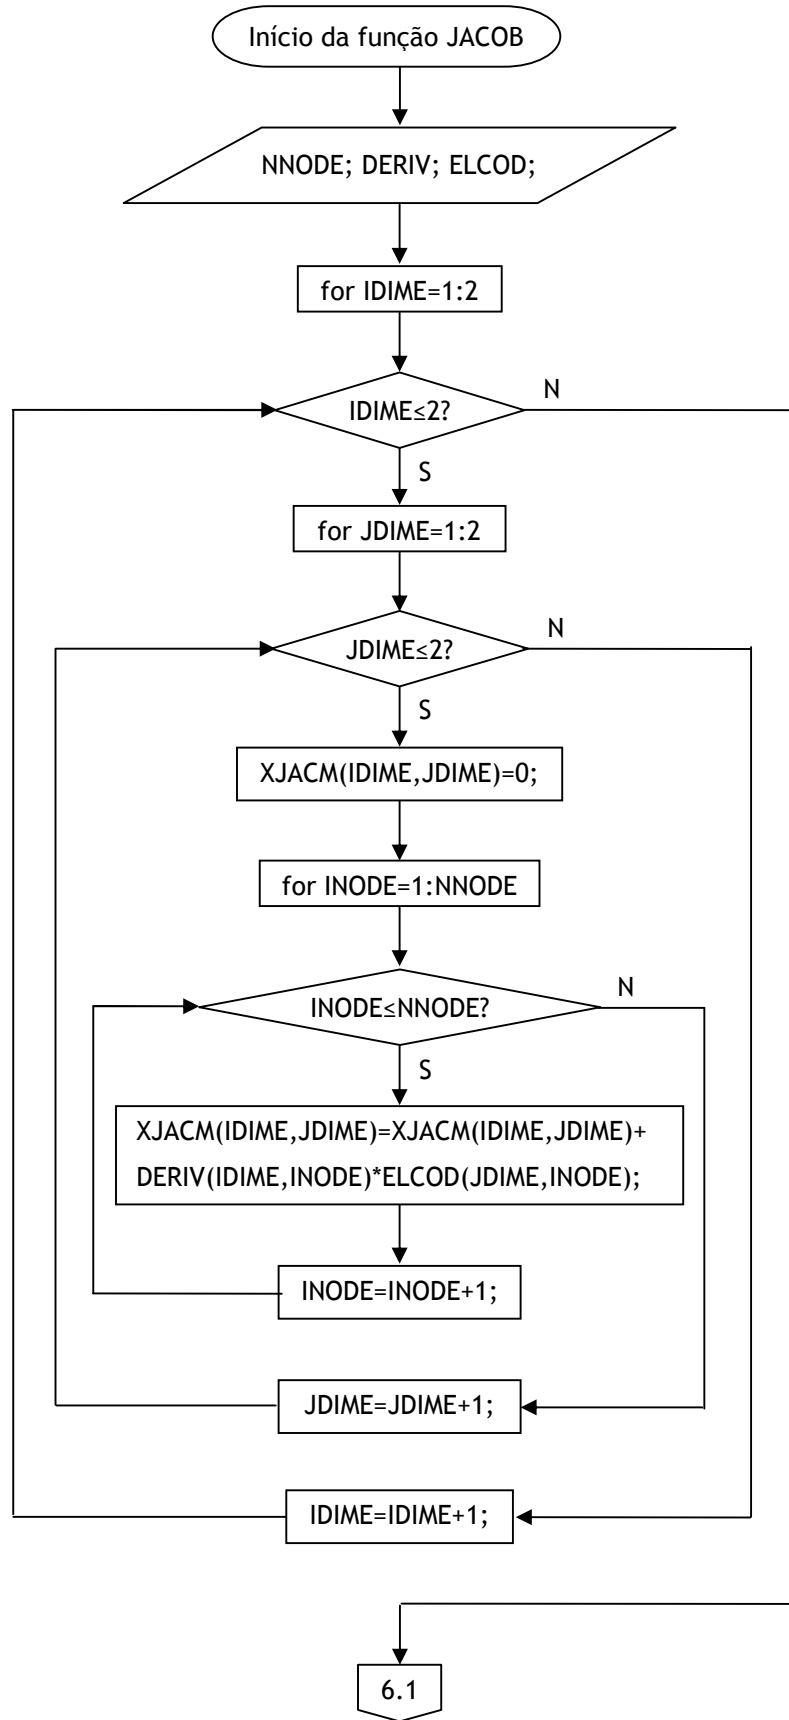 Início da função JACOB
NNODE; DERIV; ELCOD;
for IDIME=1:2
IDIME≤2?
N
S
for JDIME=1:2
JDIME≤2?
N
S
XJACM(IDIME,JDIME)=0;
for INODE=1:NNODE
INODE≤NNODE?
N
S
XJACM(IDIME,JDIME)=XJACM(IDIME,JDIME)+
DERIV(IDIME,INODE)*ELCOD(JDIME,INODE);
INODE=INODE+1;
JDIME=JDIME+1;
IDIME=IDIME+1;
6.1